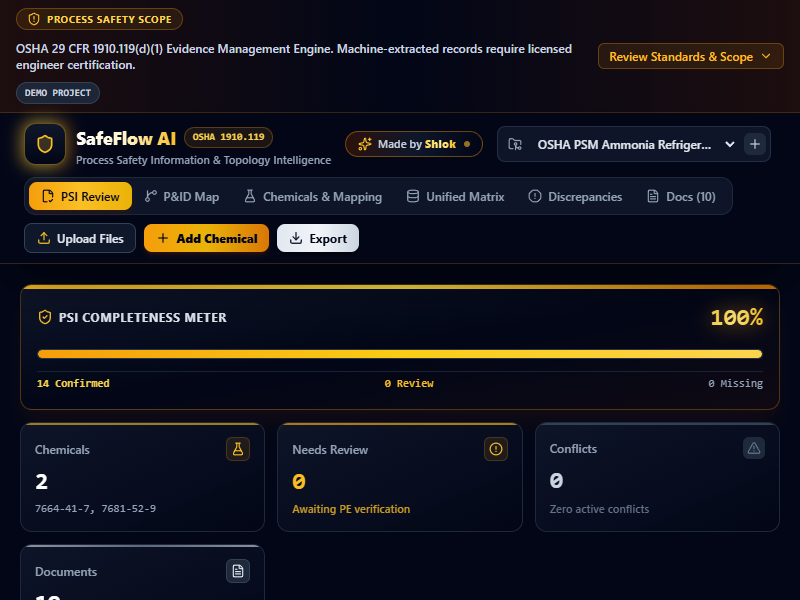 PROCESS SAFETY SCOPE
OSHA 29 CFR 1910.119(d)(1) Evidence Management Engine. Machine-extracted records require licensed
engineer certification.
Review Standards & Scope
DEMO PROJECT
SafeFlow AI
OSHA 1910.119
Process Safety Information & Topology Intelligence
Made by Shlok
OSHA PSM Ammonia Refriger...
PSI Review
P&ID Map
Chemicals & Mapping
Unified Matrix
Discrepancies
Docs (10)
Upload Files
Add Chemical
Export
PSI COMPLETENESS METER
100%
14 Confirmed
0 Review
0 Missing
Chemicals
2
7664-41-7, 7681-52-9
Needs Review
0
Awaiting PE verification
Conflicts
0
Zero active conflicts
Documents
10